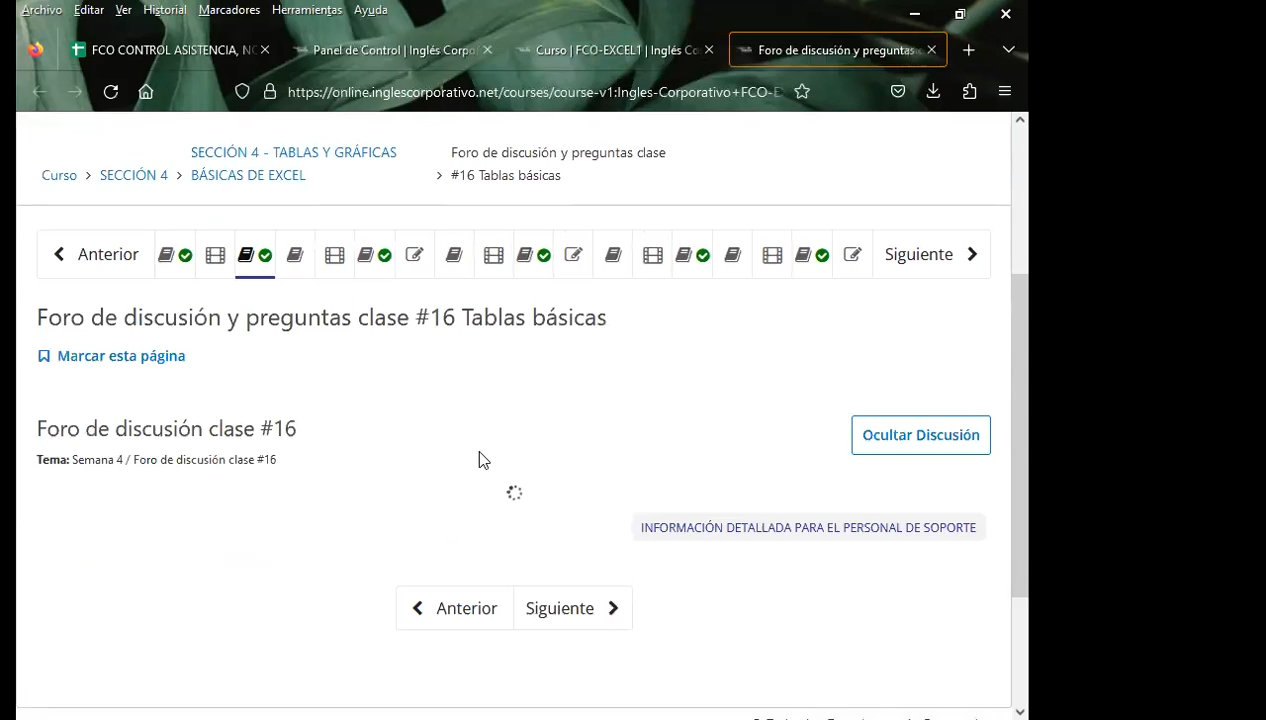 Archivo Editar Ver Historial Marcadores Herramientas Ayuda
FCO CONTROL ASISTENCIA, NO
Panel de Control | Inglés Corpo
Curso | FCO-EXCEL1 | Inglés Co
Foro de discusión y preguntas
https://online.inglescorporativo.net/courses/course-v1:Ingles-Corporativo+FCO-E
Curso
SECCIÓN 4
SECCIÓN 4 - TABLAS Y GRÁFICAS
BÁSICAS DE EXCEL
Foro de discusión y preguntas clase
#16 Tablas básicas
Anterior
Siguiente
Foro de discusión y preguntas clase #16 Tablas básicas
Marcar esta página
Foro de discusión clase #16
Ocultar Discusión
Tema: Semana 4 / Foro de discusión clase #16
INFORMACIÓN DETALLADA PARA EL PERSONAL DE SOPORTE
Anterior
Siguiente